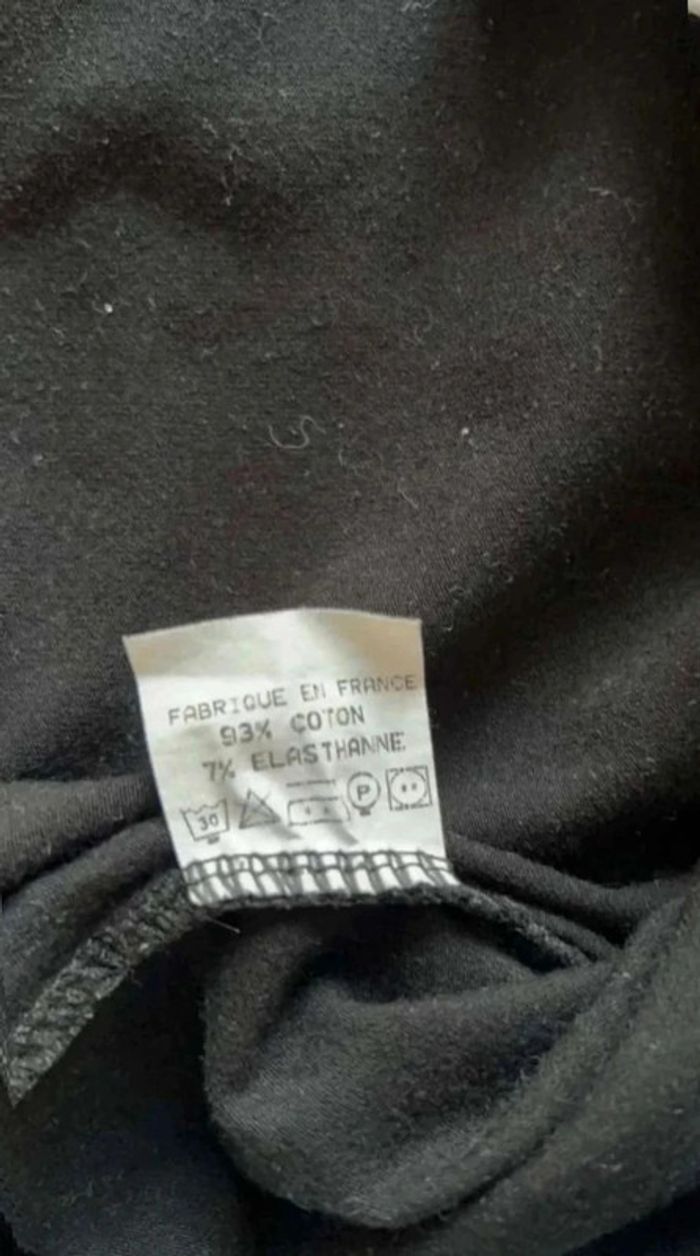 FABRIQUE EN FRANCE
93% COTON
7% ELASTHANNE
30 P